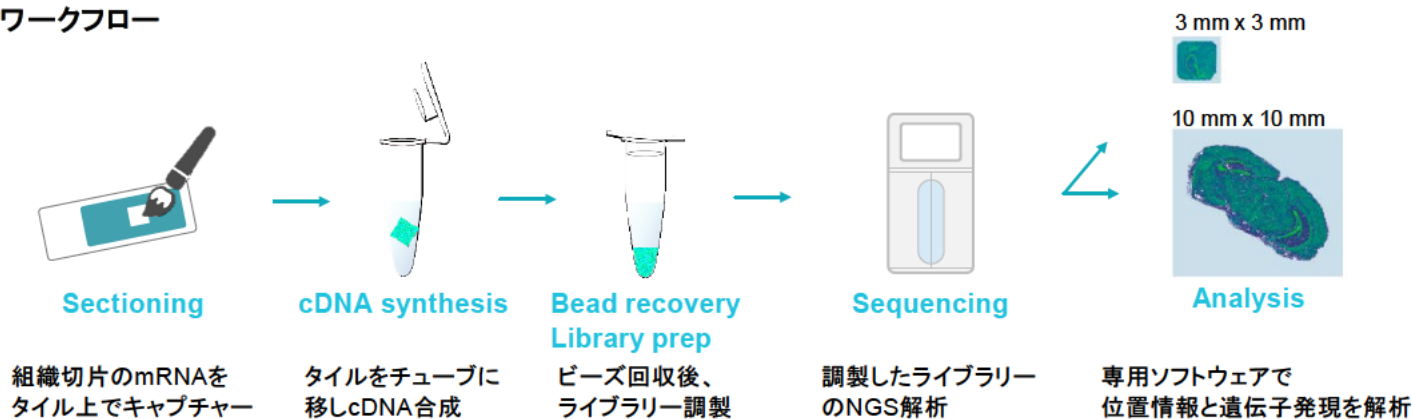 ワークフロー
3 mm x 3 mm
10 mm x 10 mm
Sectioning
cDNA synthesis
Bead recovery
Library prep
Sequencing
Analysis
組織切片のmRNAを
タイル上でキャプチャー
タイルをチューブに
移しcDNA合成
ビーズ回収後、
ライブラリー調製
調製したライブラリー
のNGS解析
専用ソフトウェアで
位置情報と遺伝子発現を解析